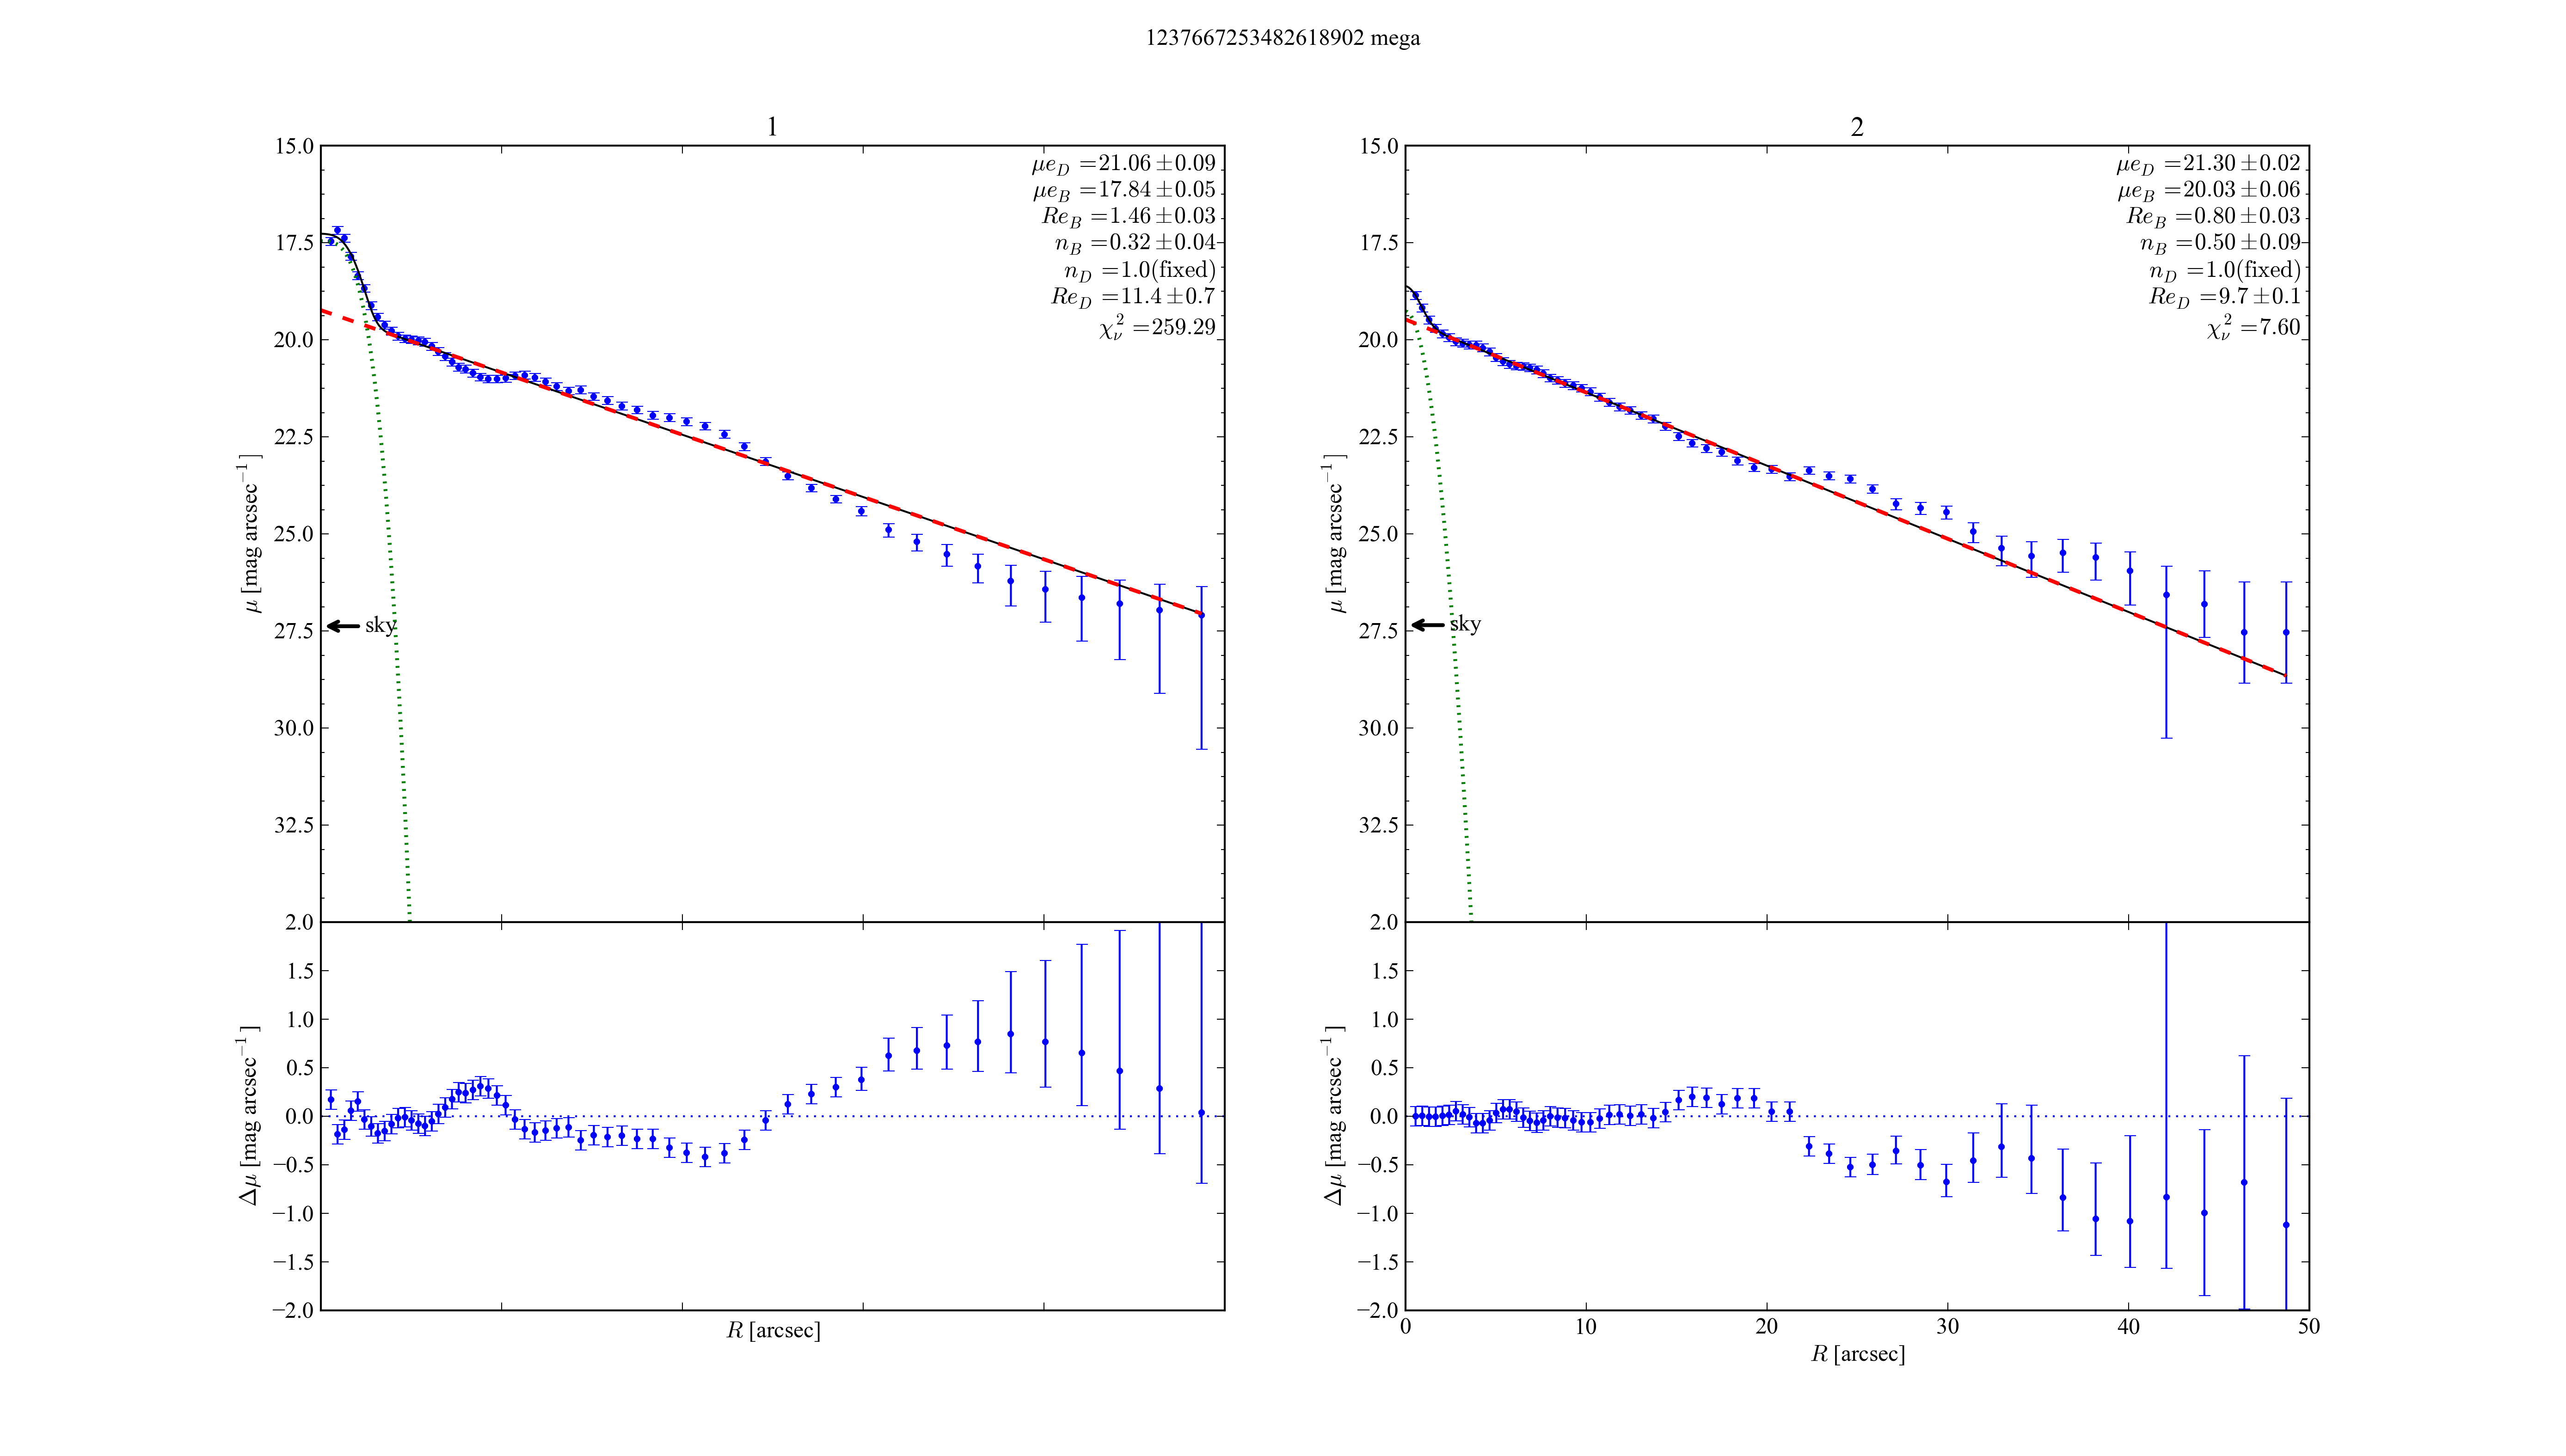 1237667253482618902 mega
1
15.0
17.5
20.0
22.5
25.0
27.5
30.0
32.5
μ [mag arcsec⁻¹]
μe_D =21.06±0.09
μe_B =17.84±0.05
Re_B =1.46±0.03
n_B =0.32±0.04
n_D =1.0(fixed)
Re_D =11.4±0.7
χ²_ν =259.29
sky
2.0
1.5
1.0
0.5
0.0
−0.5
−1.0
−1.5
−2.0
Δμ [mag arcsec⁻¹]
R [arcsec]
2
15.0
17.5
20.0
22.5
25.0
27.5
30.0
32.5
μ [mag arcsec⁻¹]
μe_D =21.30±0.02
μe_B =20.03±0.06
Re_B =0.80±0.03
n_B =0.50±0.09
n_D =1.0(fixed)
Re_D =9.7±0.1
χ²_ν =7.60
sky
2.0
1.5
1.0
0.5
0.0
−0.5
−1.0
−1.5
−2.0
Δμ [mag arcsec⁻¹]
0 10 20 30 40 50
R [arcsec]